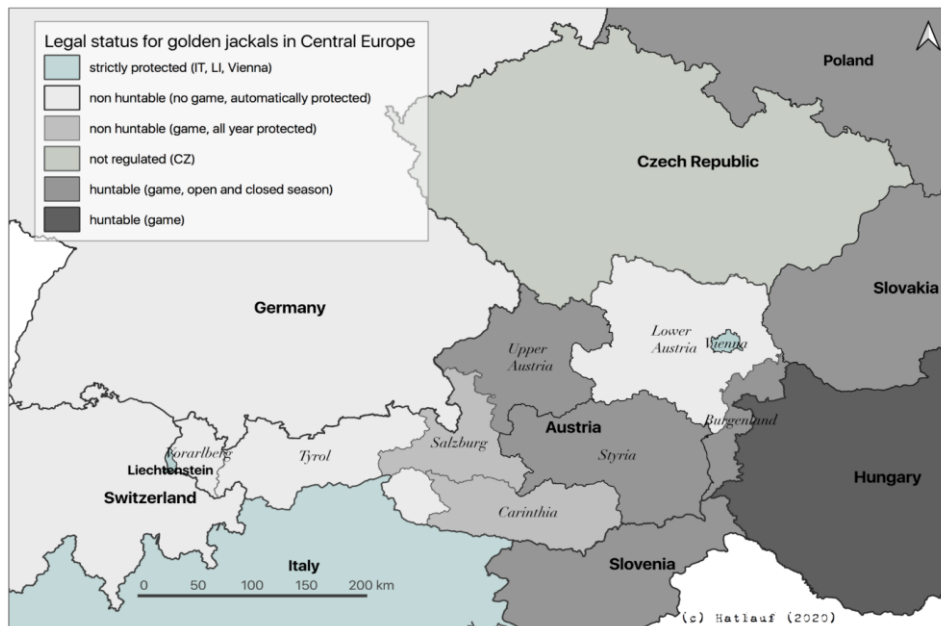 Legal status for golden jackals in Central Europe
strictly protected (IT, LI, Vienna)
non huntable (no game, automatically protected)
non huntable (game, all year protected)
not regulated (CZ)
huntable (game, open and closed season)
huntable (game)
Poland
Czech Republic
Slovakia
Germany
Lower
Austria
Vienna
Upper
Austria
Burgenland
Austria
Salzburg
Styria
Vorarlberg
Tyrol
Liechtenstein
Switzerland
Hungary
Carinthia
Italy
Slovenia
0 50 100 150 200 km
(c) Hatlauf (2020)